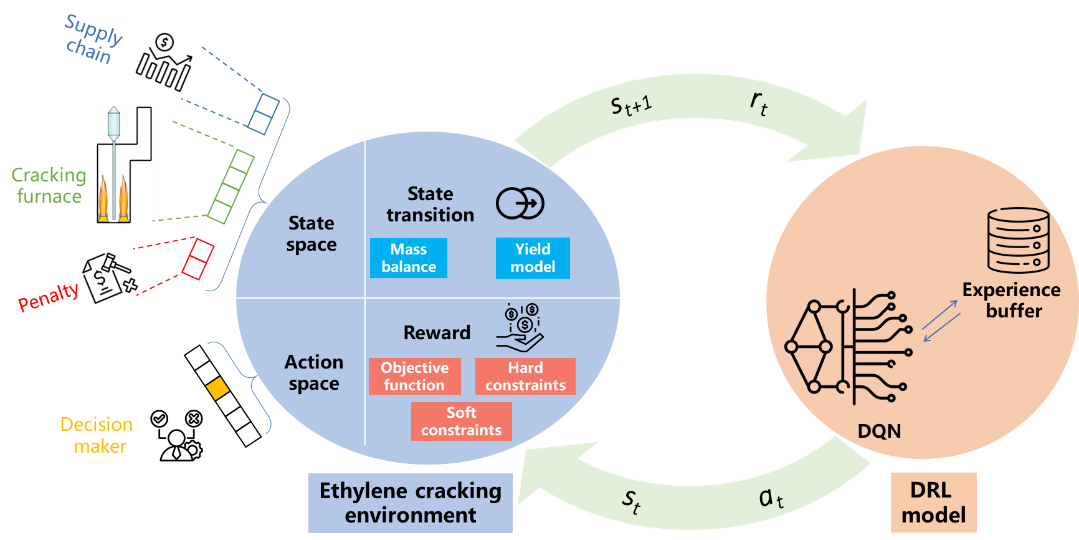 Supply
chain
Cracking
furnace
Penalty
Decision
maker
State
space
State
transition
Mass
balance
Yield
model
Action
space
Reward
Objective
function
Hard
constraints
Soft
constraints
Ethylene cracking
environment
s_{t+1}
r_t
s_t
a_t
Experience
buffer
DQN
DRL
model